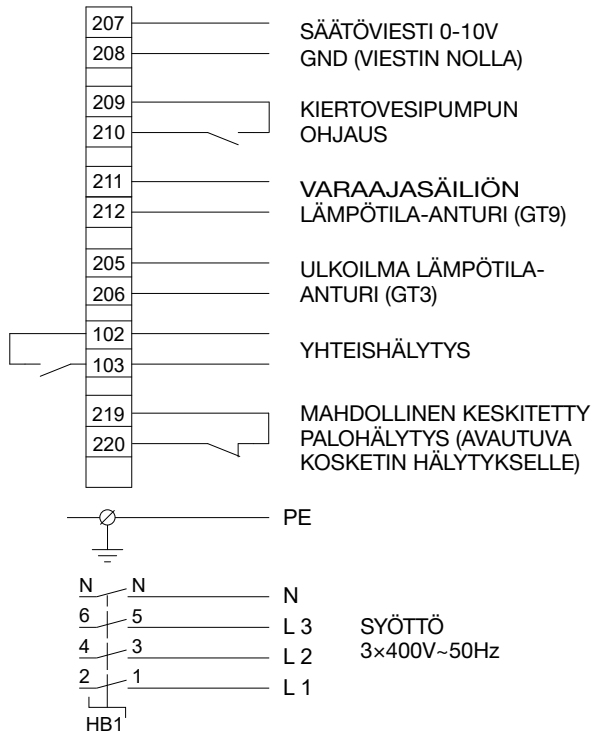 207
208
SÄÄTÖVIESTI 0-10V
GND (VIESTIN NOLLA)
209
210
KIERTOVESIPUMPUN
OHJAUS
211
212
VARAAJASÄILIÖN
LÄMPÖTILA-ANTURI (GT9)
205
206
ULKOILMA LÄMPÖTILA-
ANTURI (GT3)
102
103
YHTEISHÄLYTYS
219
220
MAHDOLLINEN KESKITETTY
PALOHÄLYTYS (AVAUTUVA
KOSKETIN HÄLYTYKSELLE)
PE
N N N
6 5 L 3
4 3 L 2
2 1 L 1
SYÖTTÖ
3×400V~50Hz
HB1